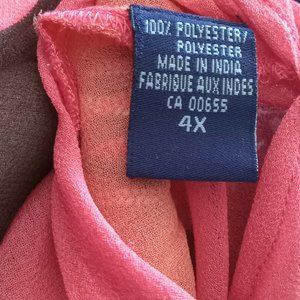 100% POLYESTER/
POLYESTER
MADE IN INDIA
FABRIQUE AUX INDES
CA 00655
4X